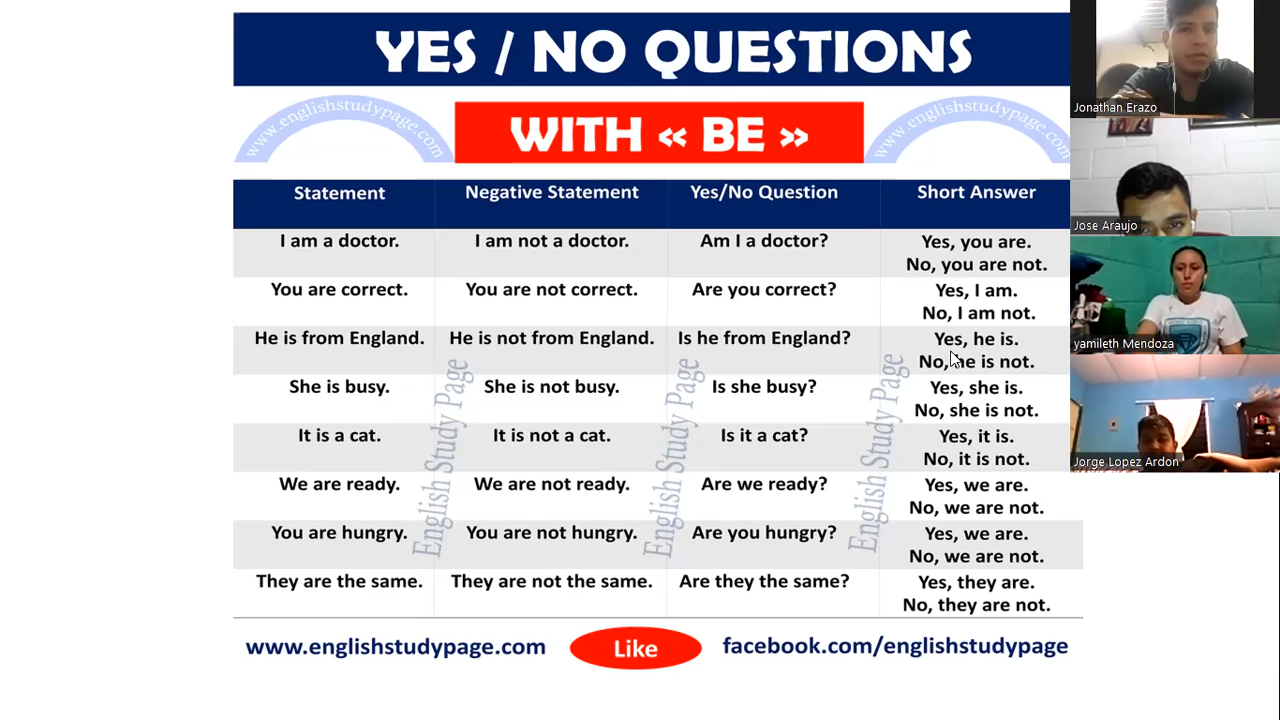 YES / NO QUESTIONS
www.englishstudypage.com
WITH « BE »
www.englishstudypage.com
Statement Negative Statement Yes/No Question Short Answer
I am a doctor. I am not a doctor. Am I a doctor? Yes, you are.
No, you are not.
You are correct. You are not correct. Are you correct? Yes, I am.
No, I am not.
He is from England. He is not from England. Is he from England? Yes, he is.
No, he is not.
She is busy. She is not busy. Is she busy? Yes, she is.
No, she is not.
It is a cat. It is not a cat. Is it a cat? Yes, it is.
No, it is not.
We are ready. We are not ready. Are we ready? Yes, we are.
No, we are not.
You are hungry. You are not hungry. Are you hungry? Yes, we are.
No, we are not.
They are the same. They are not the same. Are they the same? Yes, they are.
No, they are not.
English Study Page
English Study Page
English Study Page
www.englishstudypage.com Like facebook.com/englishstudypage
Jonathan Erazo
Jose Araujo
yamileth Mendoza
Jorge Lopez Ardon